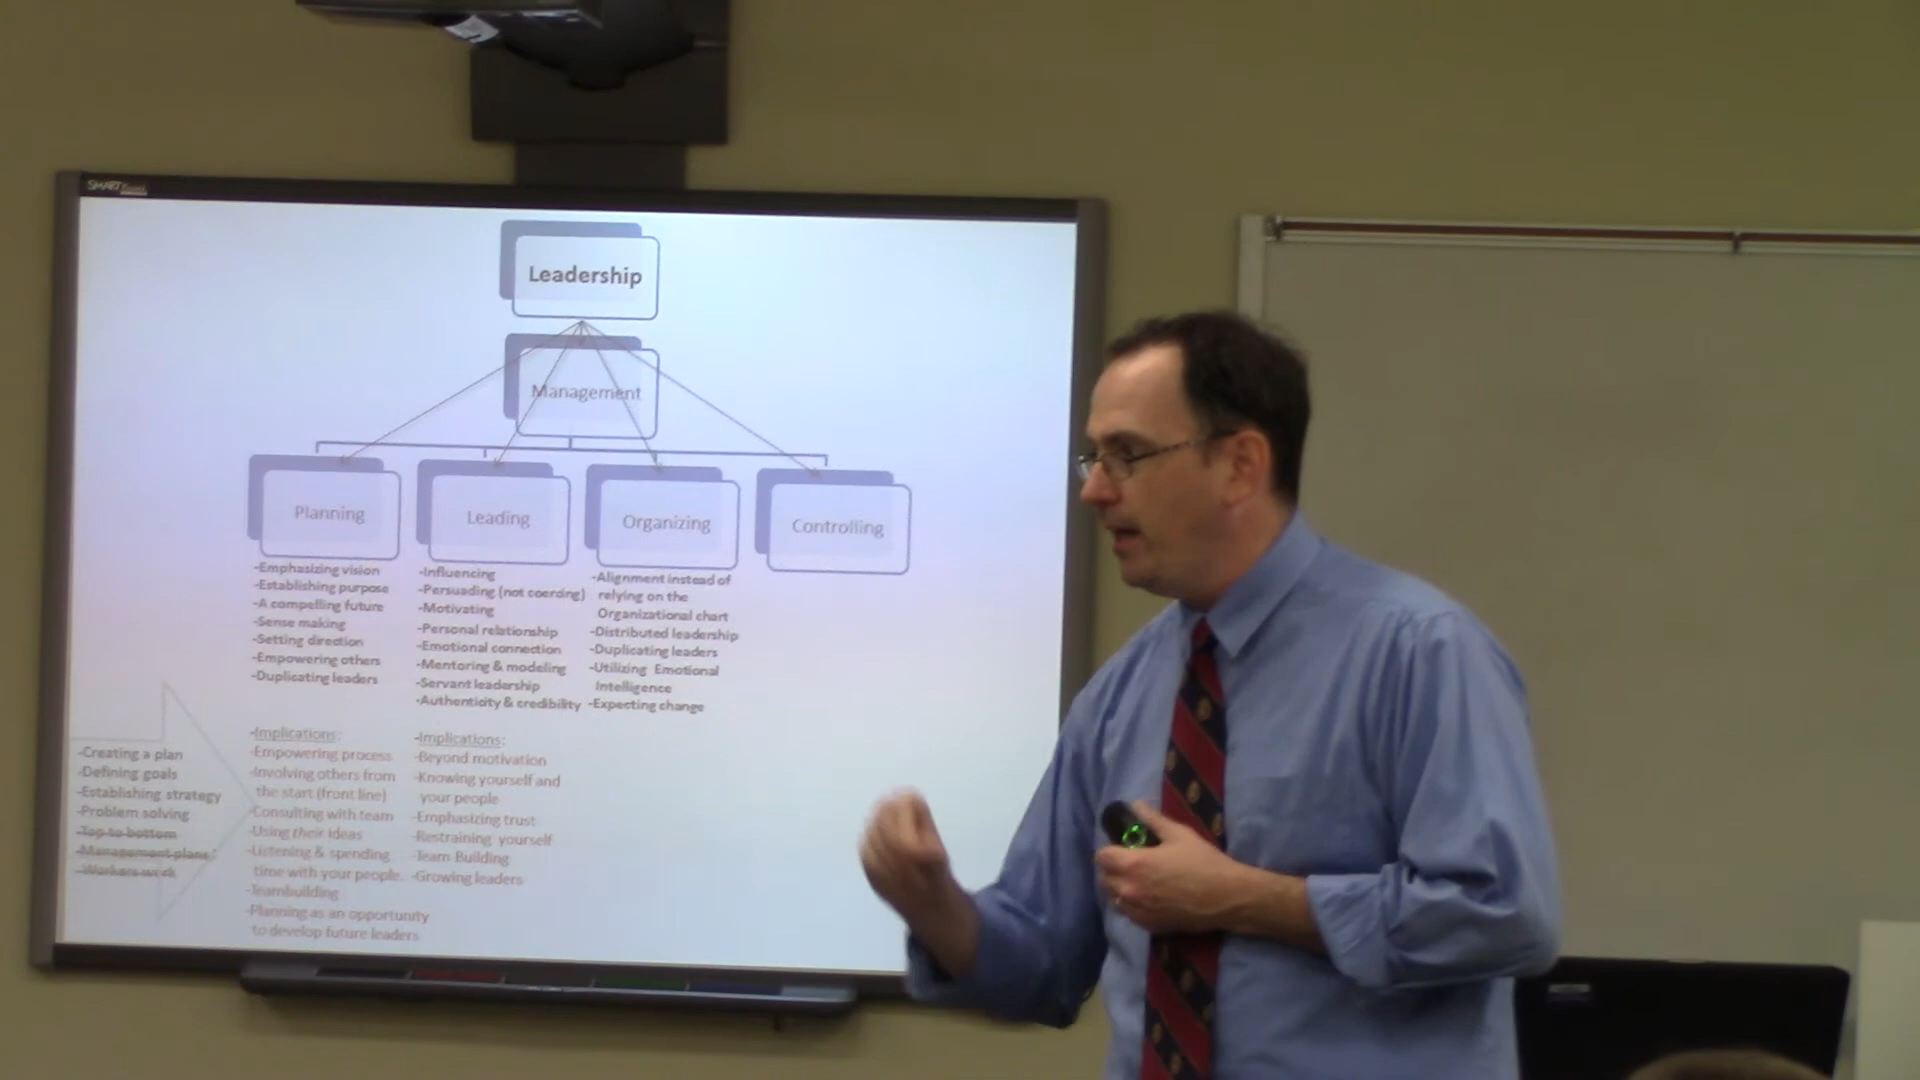 SMART Board
Leadership
Management
Planning
Leading
Organizing
Controlling
-Emphasizing vision
-Establishing purpose
-A compelling future
-Sense making
-Setting direction
-Empowering others
-Duplicating leaders
-Influencing
-Persuading (not coercing)
-Motivating
-Personal relationship
-Emotional connection
-Mentoring & modeling
-Servant leadership
-Authenticity & credibility
-Alignment instead of
relying on the
Organizational chart
-Distributed leadership
-Duplicating leaders
-Utilizing Emotional
Intelligence
-Expecting change
-Creating a plan
-Defining goals
-Establishing strategy
-Problem solving
-Top to bottom
-Management plans
-Workers work
-Implications:
-Empowering process
-Involving others from
the start (front line)
-Consulting with team
-Using their ideas
-Listening & spending
time with your people
-Teambuilding
-Planning as an opportunity
to develop future leaders
-Implications:
-Beyond motivation
-Knowing yourself and
your people
-Emphasizing trust
-Restraining yourself
-Team Building
-Growing leaders